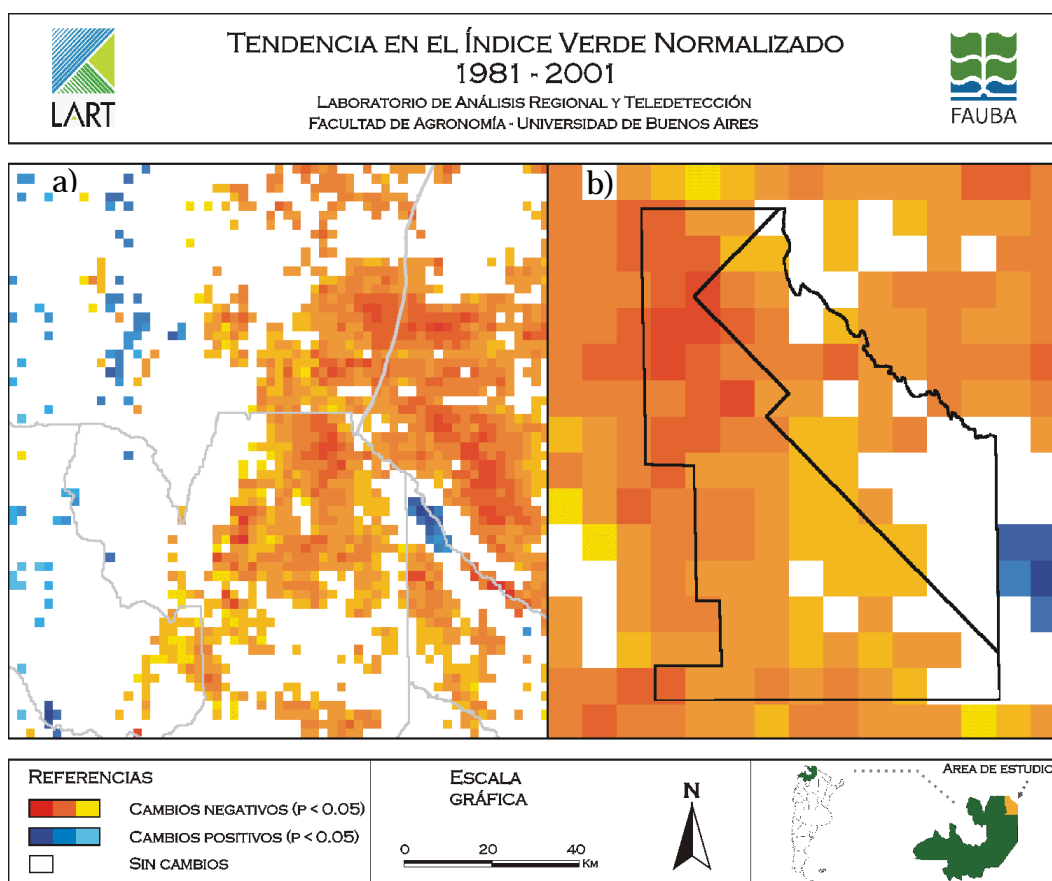 LART
TENDENCIA EN EL ÍNDICE VERDE NORMALIZADO
1981 - 2001
LABORATORIO DE ANÁLISIS REGIONAL Y TELEDETECCIÓN
FACULTAD DE AGRONOMÍA - UNIVERSIDAD DE BUENOS AIRES
FAUBA
a)
b)
REFERENCIAS
CAMBIOS NEGATIVOS (P < 0.05)
CAMBIOS POSITIVOS (P < 0.05)
SIN CAMBIOS
ESCALA
GRÁFICA
0 20 40
KM
N
AREA DE ESTUDIO